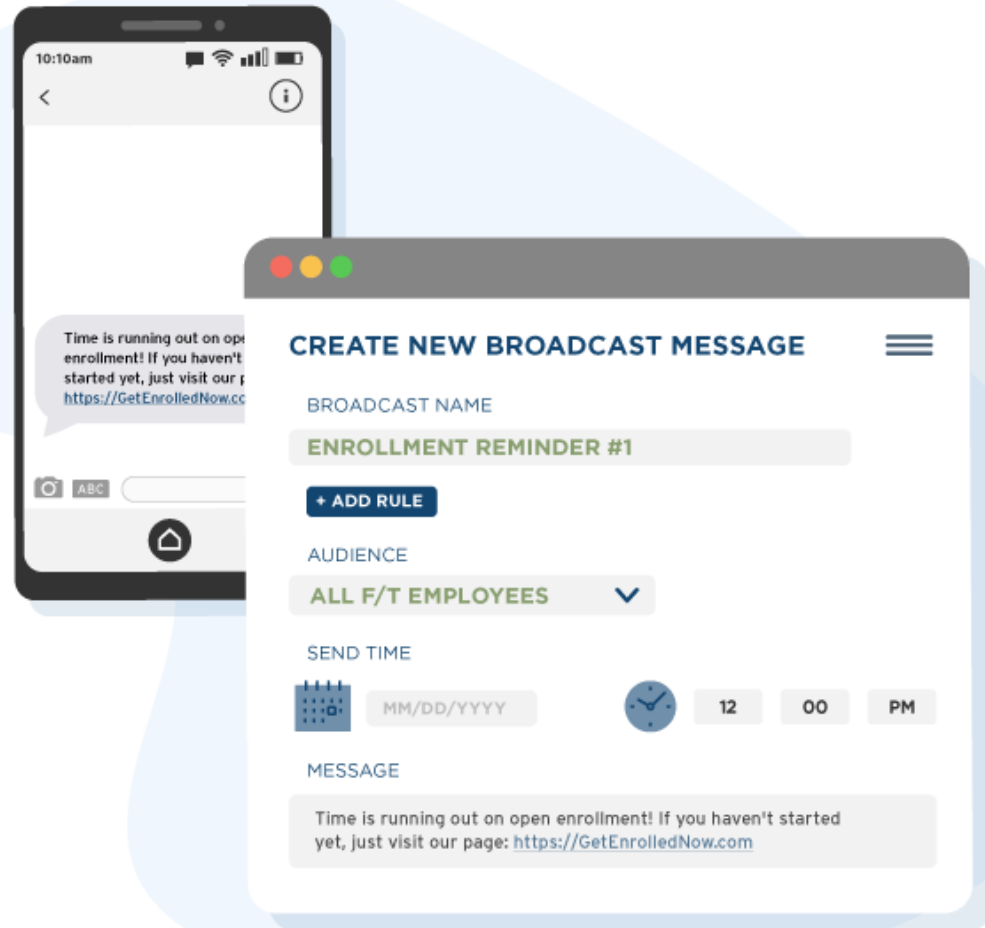 10:10am
Time is running out on
enrollment! If you haven't
started yet, just visit our
https://GetEnrolledNow.co
ABC
CREATE NEW BROADCAST MESSAGE
BROADCAST NAME
ENROLLMENT REMINDER #1
+ ADD RULE
AUDIENCE
ALL F/T EMPLOYEES
SEND TIME
MM/DD/YYYY
12 00 PM
MESSAGE
Time is running out on open enrollment! If you haven't started
yet, just visit our page: https://GetEnrolledNow.com